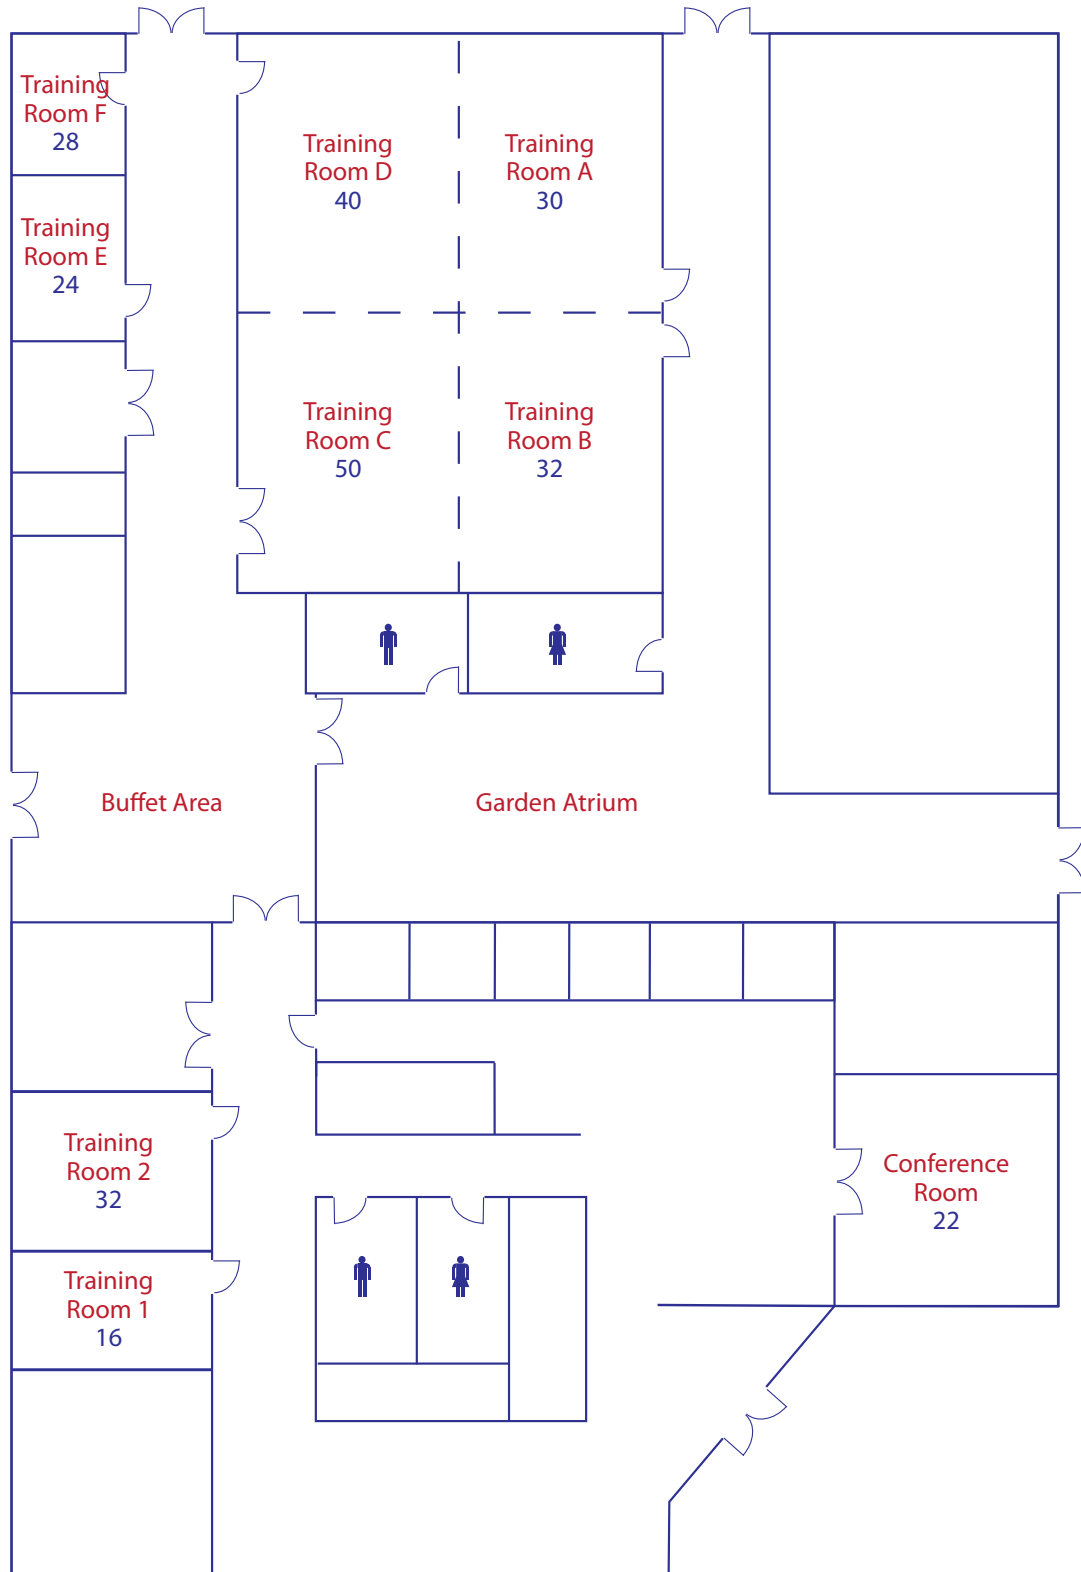 Training
Room F
28
Training
Room E
24
Training
Room D
40
Training
Room A
30
Training
Room C
50
Training
Room B
32
Buffet Area
Garden Atrium
Training
Room 2
32
Conference
Room
22
Training
Room 1
16